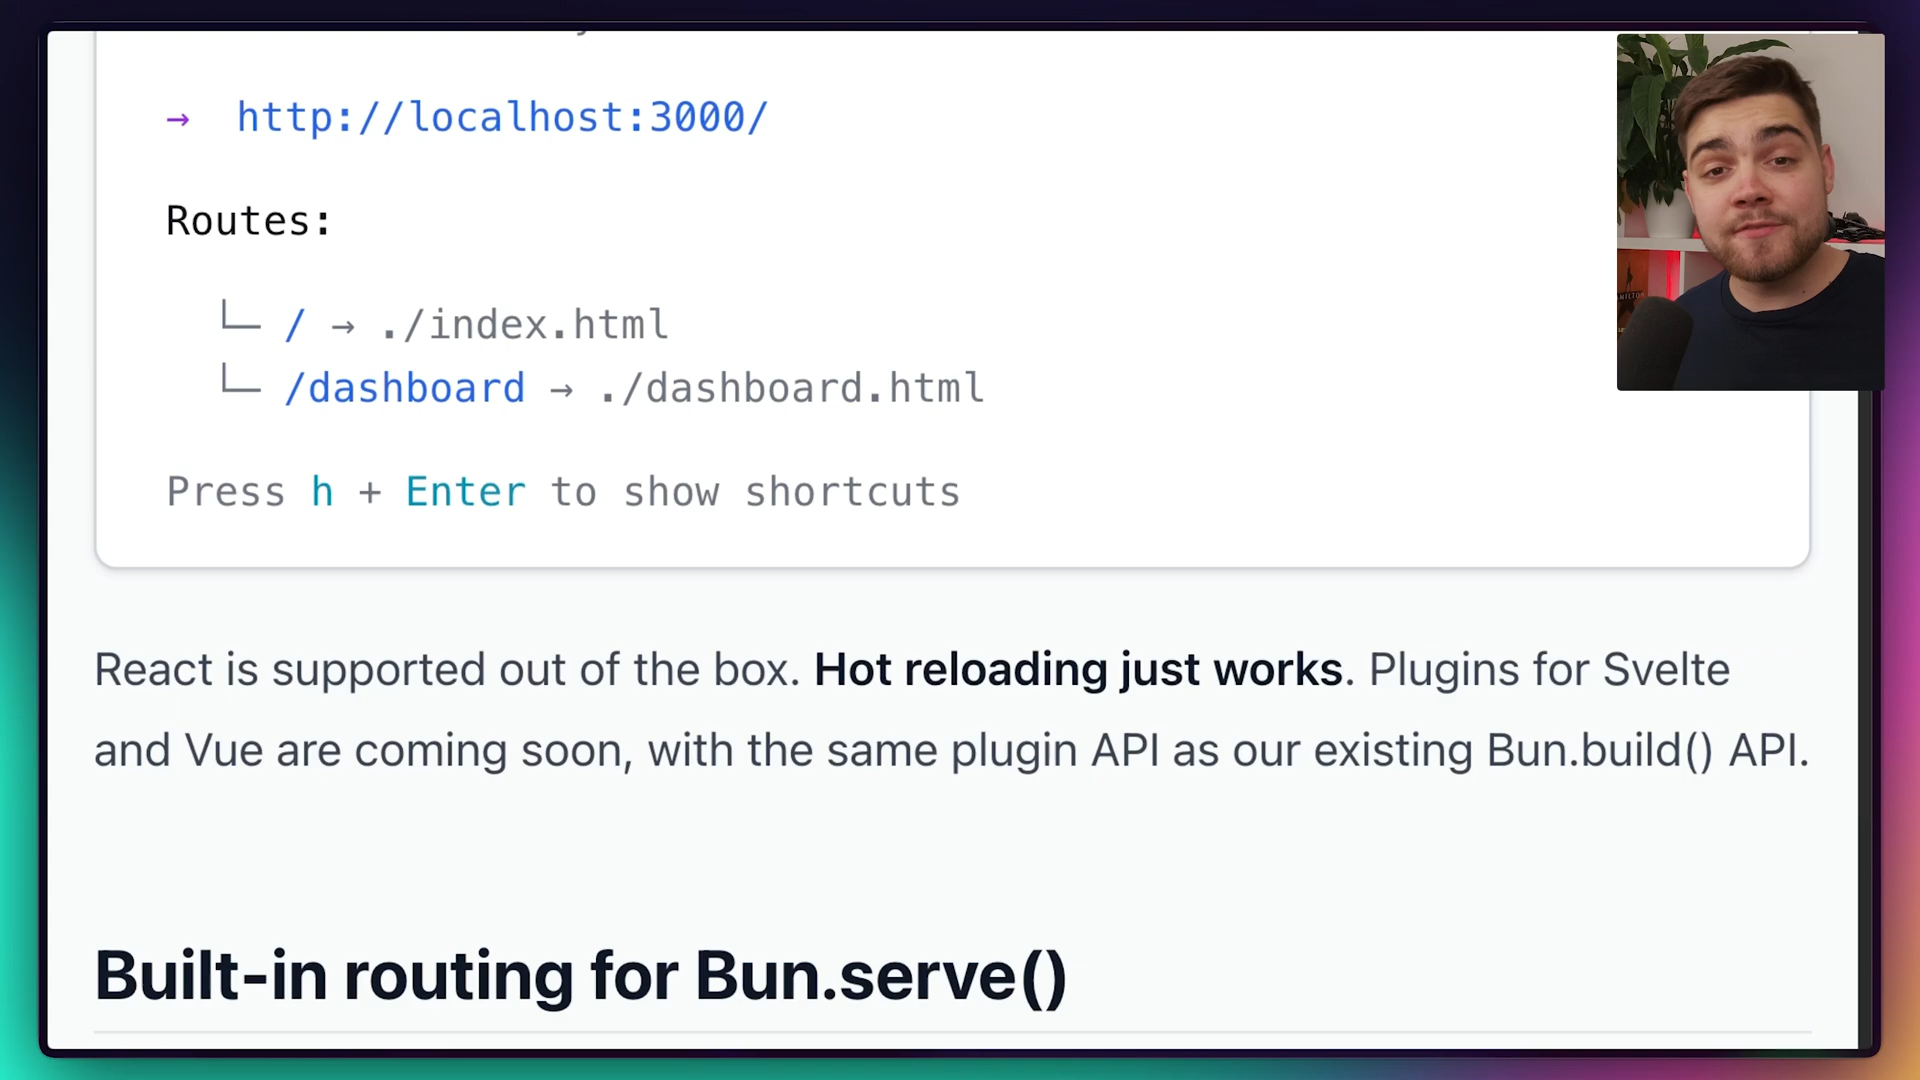 → http://localhost:3000/
Routes:
└─ / → ./index.html
└─ /dashboard → ./dashboard.html
Press h + Enter to show shortcuts
React is supported out of the box. Hot reloading just works. Plugins for Svelte
and Vue are coming soon, with the same plugin API as our existing Bun.build() API.
Built-in routing for Bun.serve()